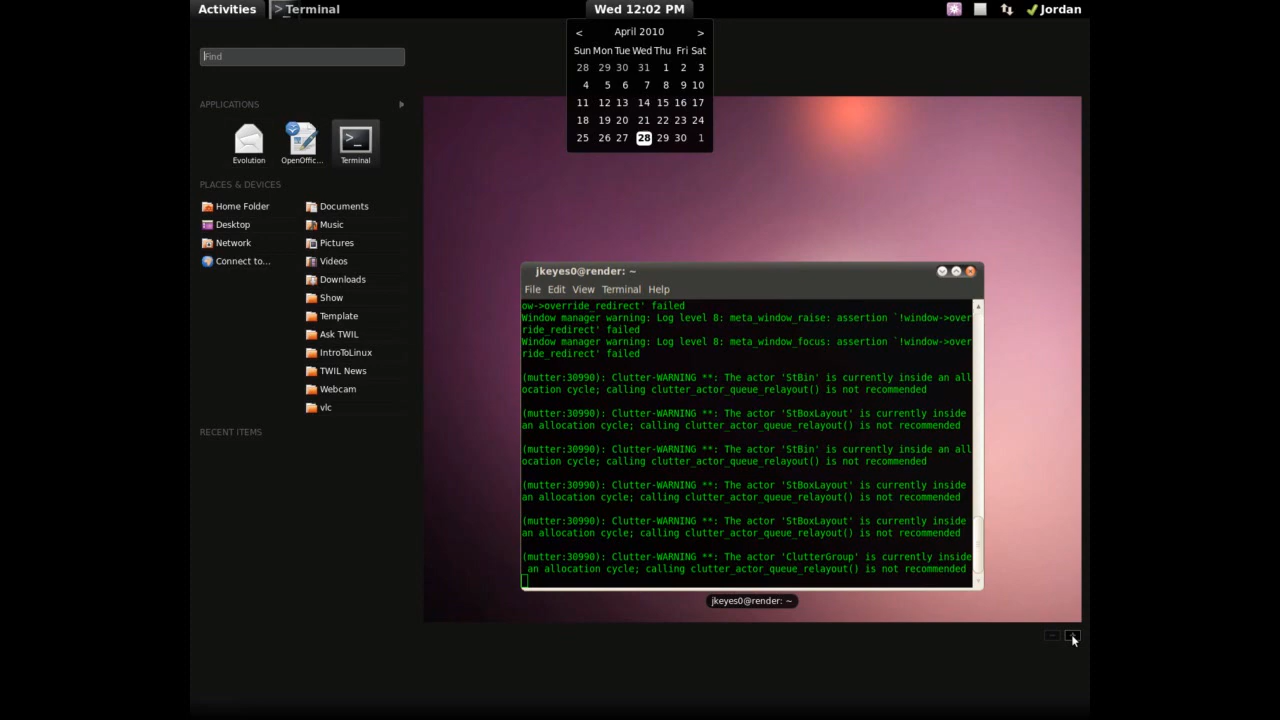 Activities
Terminal
Wed 12:02 PM
Jordan
< April 2010 >
Sun Mon Tue Wed Thu Fri Sat
28 29 30 31 1 2 3
4 5 6 7 8 9 10
11 12 13 14 15 16 17
18 19 20 21 22 23 24
25 26 27 28 29 30 1
Find
APPLICATIONS
Evolution
OpenOffic...
Terminal
PLACES & DEVICES
Home Folder
Desktop
Network
Connect to...
Documents
Music
Pictures
Videos
Downloads
Show
Template
Ask TWIL
IntroToLinux
TWIL News
Webcam
vlc
RECENT ITEMS
jkeyes0@render: ~
File Edit View Terminal Help
ow->override_redirect' failed
Window manager warning: Log level 8: meta_window_raise: assertion `!window->over
ride_redirect' failed
Window manager warning: Log level 8: meta_window_focus: assertion `!window->over
ride_redirect' failed
(mutter:30990): Clutter-WARNING **: The actor 'StBin' is currently inside an all
ocation cycle; calling clutter_actor_queue_relayout() is not recommended
(mutter:30990): Clutter-WARNING **: The actor 'StBoxLayout' is currently inside
an allocation cycle; calling clutter_actor_queue_relayout() is not recommended
(mutter:30990): Clutter-WARNING **: The actor 'StBin' is currently inside an all
ocation cycle; calling clutter_actor_queue_relayout() is not recommended
(mutter:30990): Clutter-WARNING **: The actor 'StBoxLayout' is currently inside
an allocation cycle; calling clutter_actor_queue_relayout() is not recommended
(mutter:30990): Clutter-WARNING **: The actor 'StBoxLayout' is currently inside
an allocation cycle; calling clutter_actor_queue_relayout() is not recommended
(mutter:30990): Clutter-WARNING **: The actor 'ClutterGroup' is currently inside
an allocation cycle; calling clutter_actor_queue_relayout() is not recommended
jkeyes0@render: ~